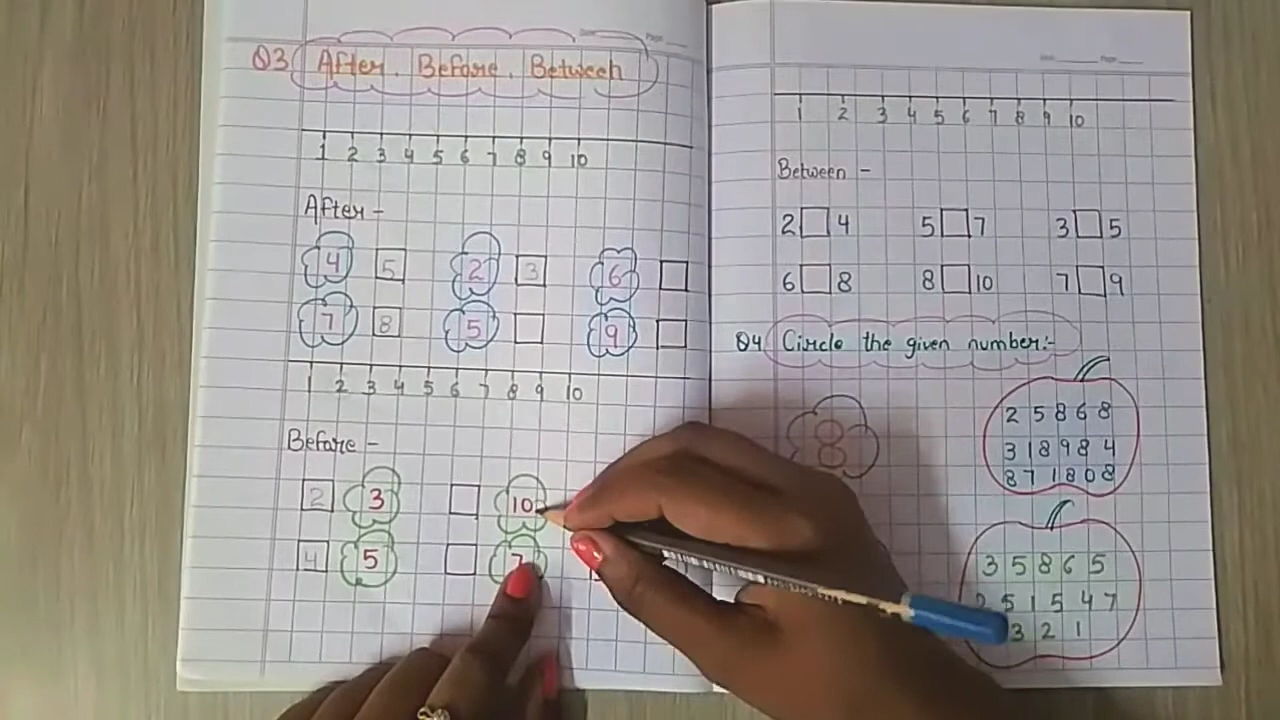 Q3 After, Before, Between
1 2 3 4 5 6 7 8 9 10
After -
4 5 2 3 6
7 8 5 9
1 2 3 4 5 6 7 8 9 10
Before -
2 3 10
4 5 7
Date Page
1 2 3 4 5 6 7 8 9 10
Between -
2 4 5 7 3 5
6 8 8 10 7 9
Q4 Circle the given number:-
8
2 5 8 6 8
3 1 8 9 8 4
8 7 1 8 0 8
3 5 8 6 5
2 5 1 5 4 7
3 2 1